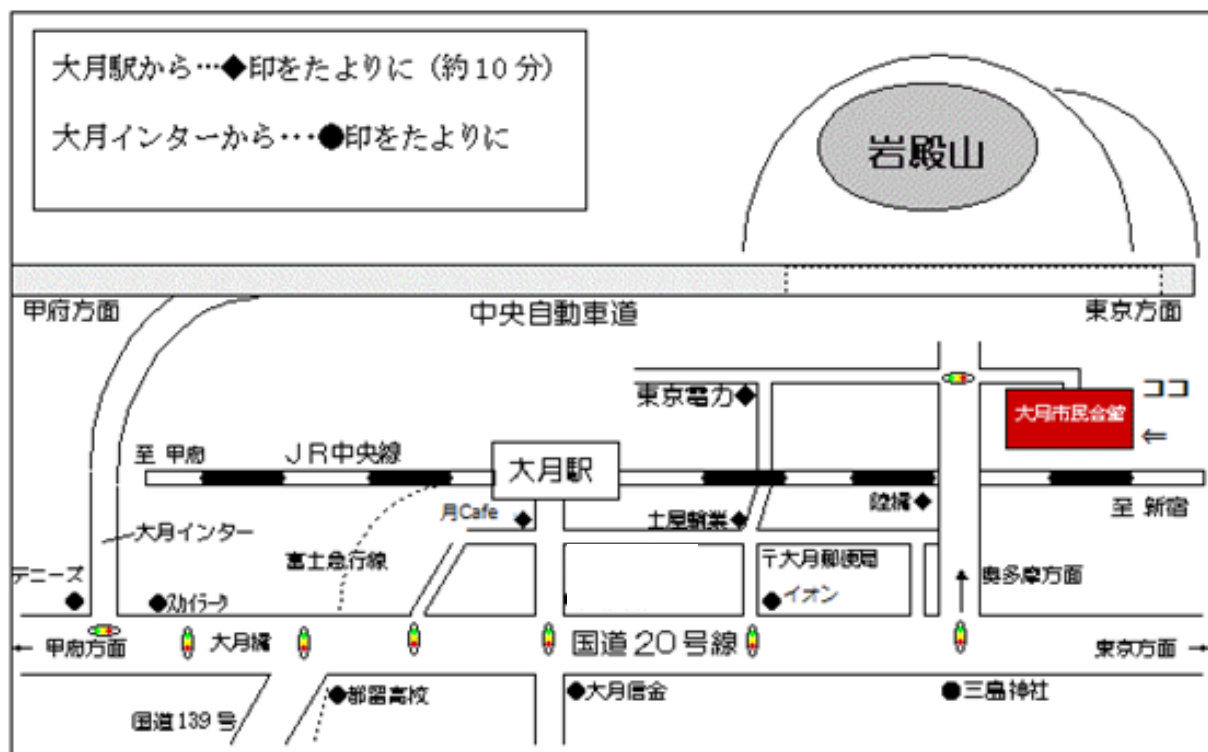 大月駅から…◆印をたよりに（約10分）
大月インターから…●印をたよりに
岩殿山
甲府方面
中央自動車道
東京方面
東京電力◆
大月市民会館
ココ
⇐
至 甲府
JR中央線
大月駅
陸橋◆
至 新宿
月Cafe
◆
土屋輸業◆
大月インター
富士急行線
〒大月郵便局
奥多摩方面
デニーズ
◆
●スカイラーク
●イオン
← 甲府方面
大月橋
国道20号線
東京方面 →
◆都留高校
◆大月信金
●三島神社
国道139号